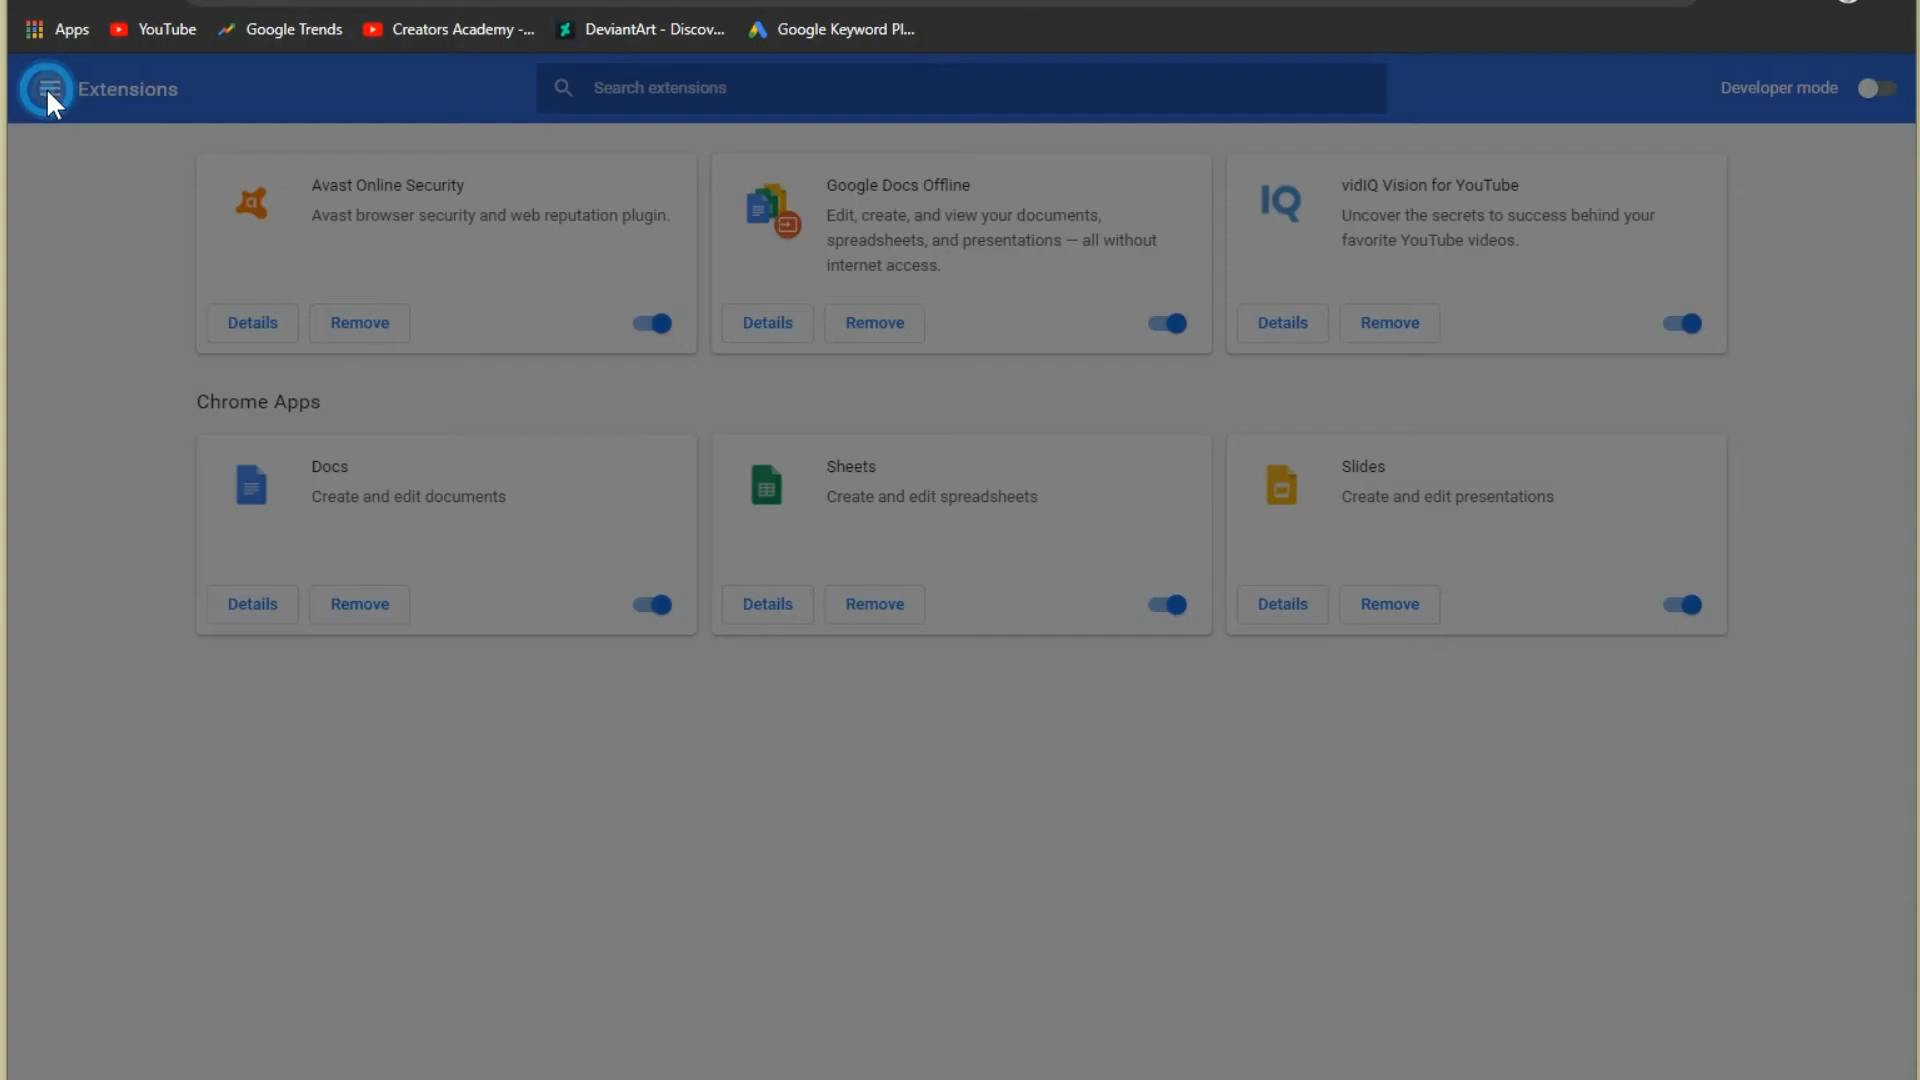 Apps YouTube Google Trends Creators Academy -... DeviantArt - Discov... Google Keyword Pl...
Extensions
Search extensions
Developer mode
Avast Online Security
Avast browser security and web reputation plugin.
Details Remove
Google Docs Offline
Edit, create, and view your documents,
spreadsheets, and presentations — all without
internet access.
Details Remove
IQ
vidIQ Vision for YouTube
Uncover the secrets to success behind your
favorite YouTube videos.
Details Remove
Chrome Apps
Docs
Create and edit documents
Details Remove
Sheets
Create and edit spreadsheets
Details Remove
Slides
Create and edit presentations
Details Remove